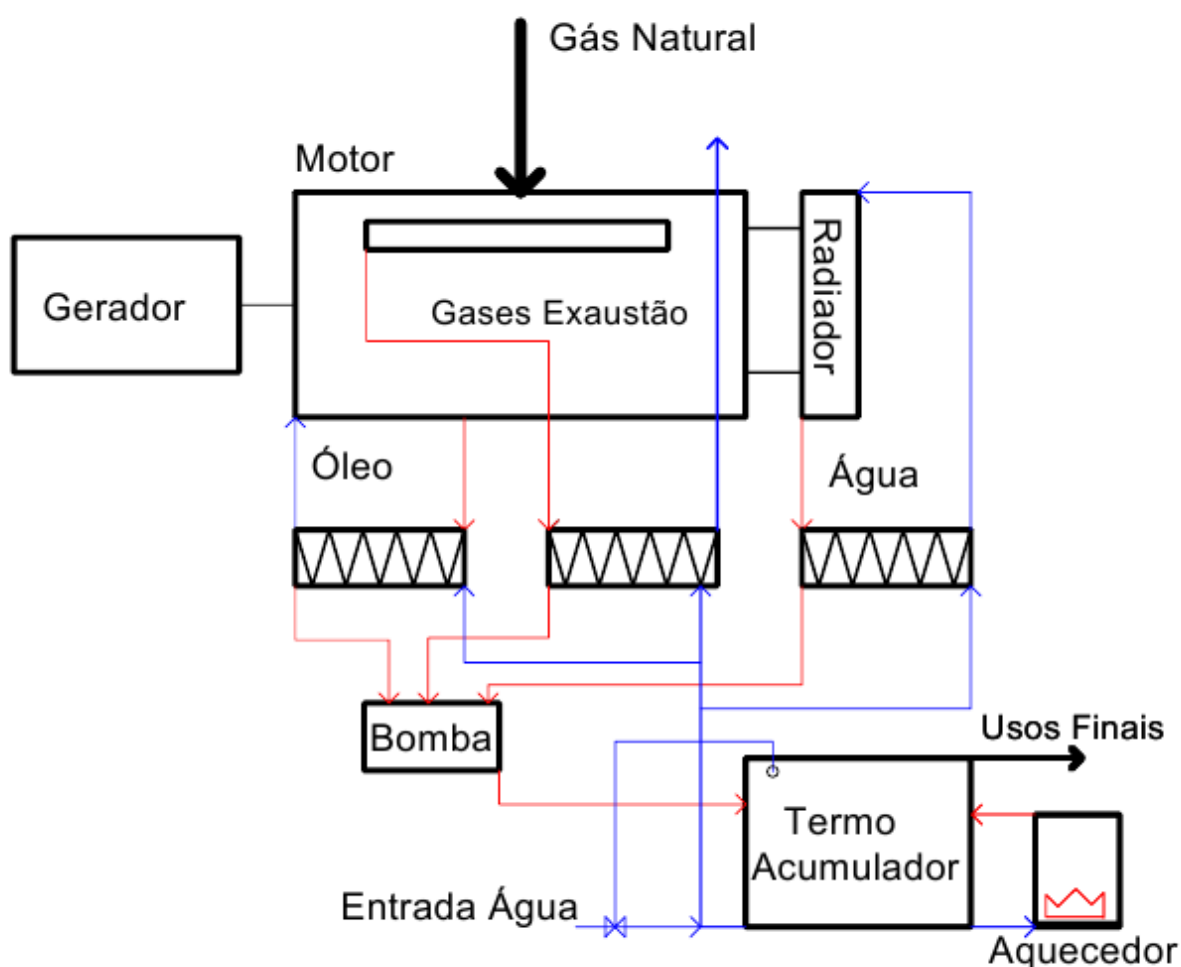 Gás Natural
Motor
Gerador
Gases Exaustão
Radiador
Óleo
Água
Bomba
Usos Finais
Termo
Acumulador
Entrada Água
Aquecedor